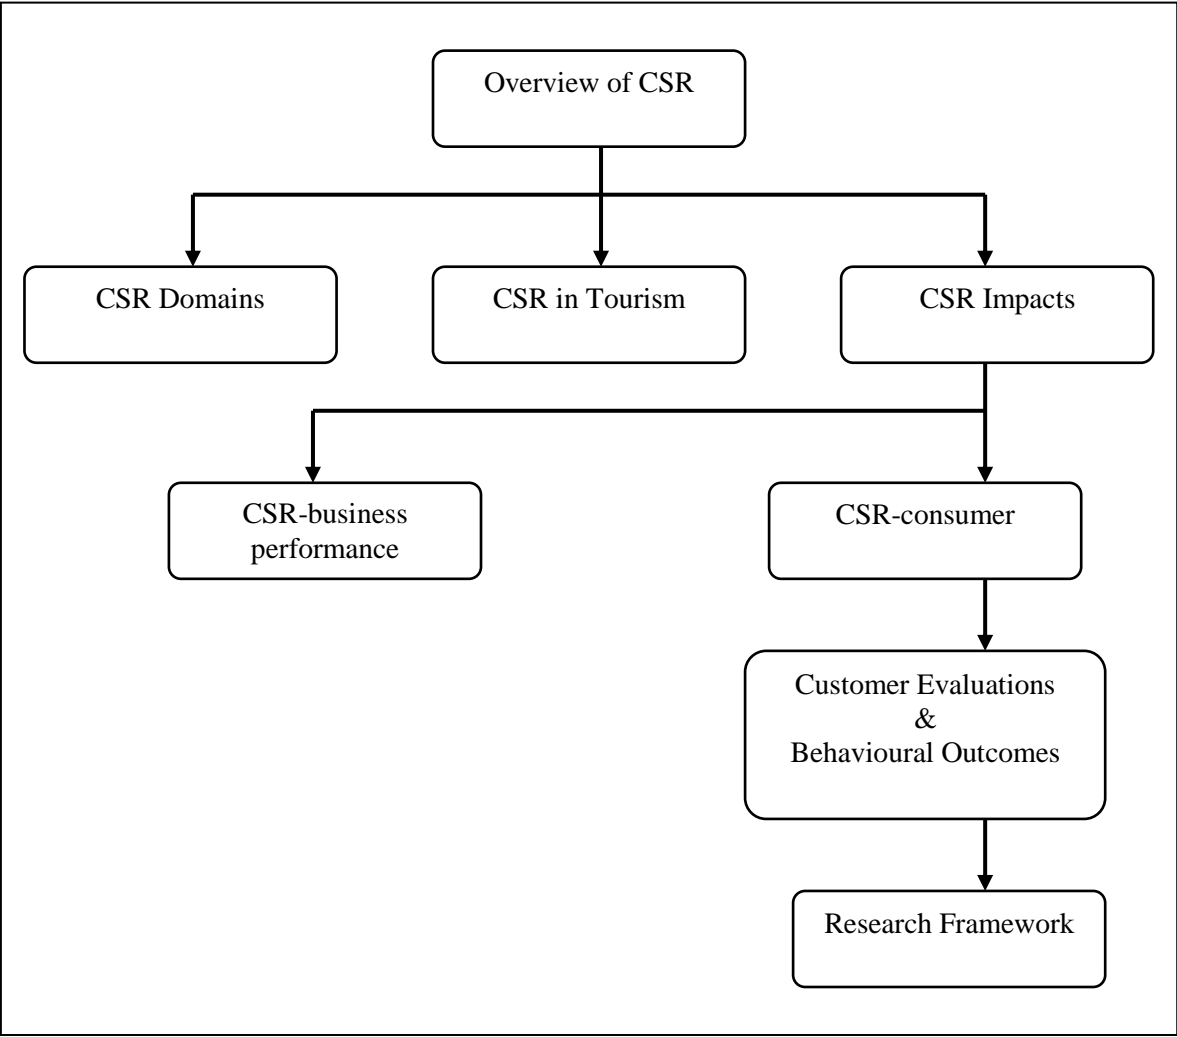 Overview of CSR
CSR Domains
CSR in Tourism
CSR Impacts
CSR-business
performance
CSR-consumer
Customer Evaluations
&
Behavioural Outcomes
Research Framework